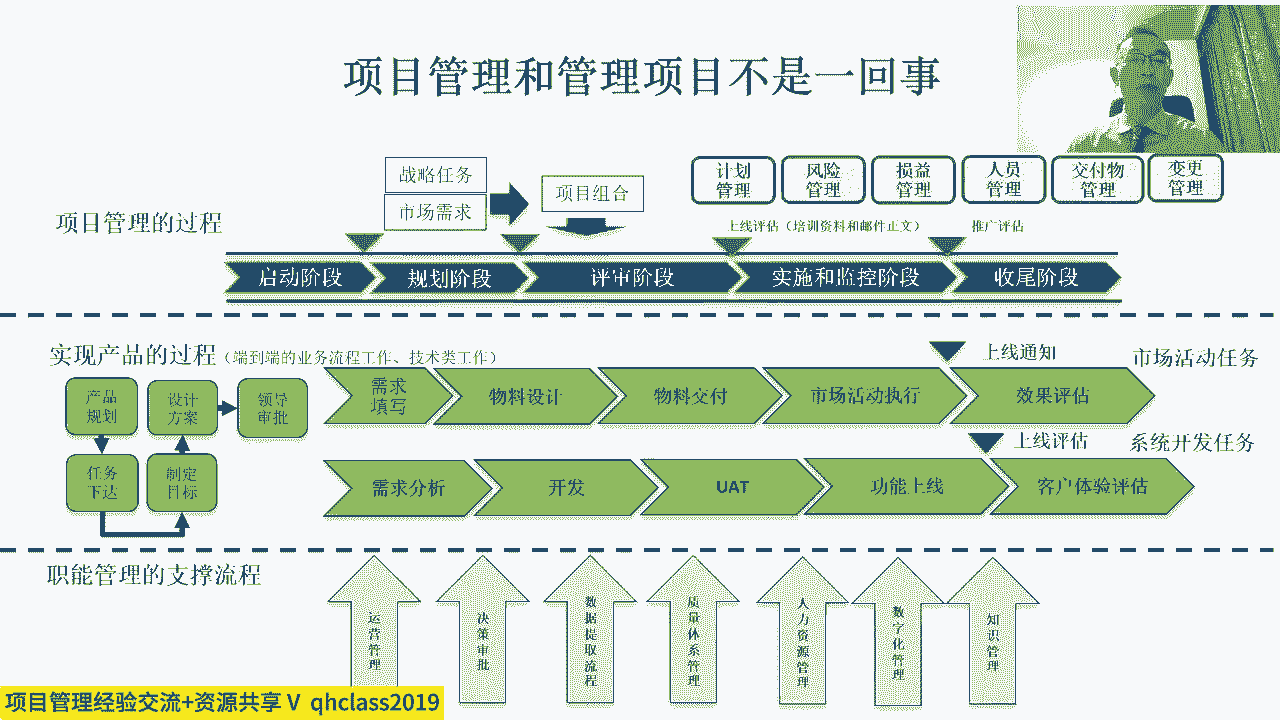 项目管理和管理项目不是一回事
战略任务
市场需求
项目组合
计划
管理
风险
管理
损益
管理
人员
管理
交付物
管理
变更
管理
项目管理的过程
上线评估（培训资料和邮件正文）
推广评估
启动阶段
规划阶段
评审阶段
实施和监控阶段
收尾阶段
实现产品的过程（端到端的业务流程工作、技术类工作）
上线通知
市场活动任务
产品
规划
设计
方案
领导
审批
任务
下达
制定
目标
需求
填写
物料设计
物料交付
市场活动执行
效果评估
上线评估
系统开发任务
需求分析
开发
UAT
功能上线
客户体验评估
职能管理的支撑流程
运营管理
决策审批
数据提取流程
质量体系管理
人力资源管理
数字化管理
知识管理
项目管理经验交流+资源共享 V qhclass2019